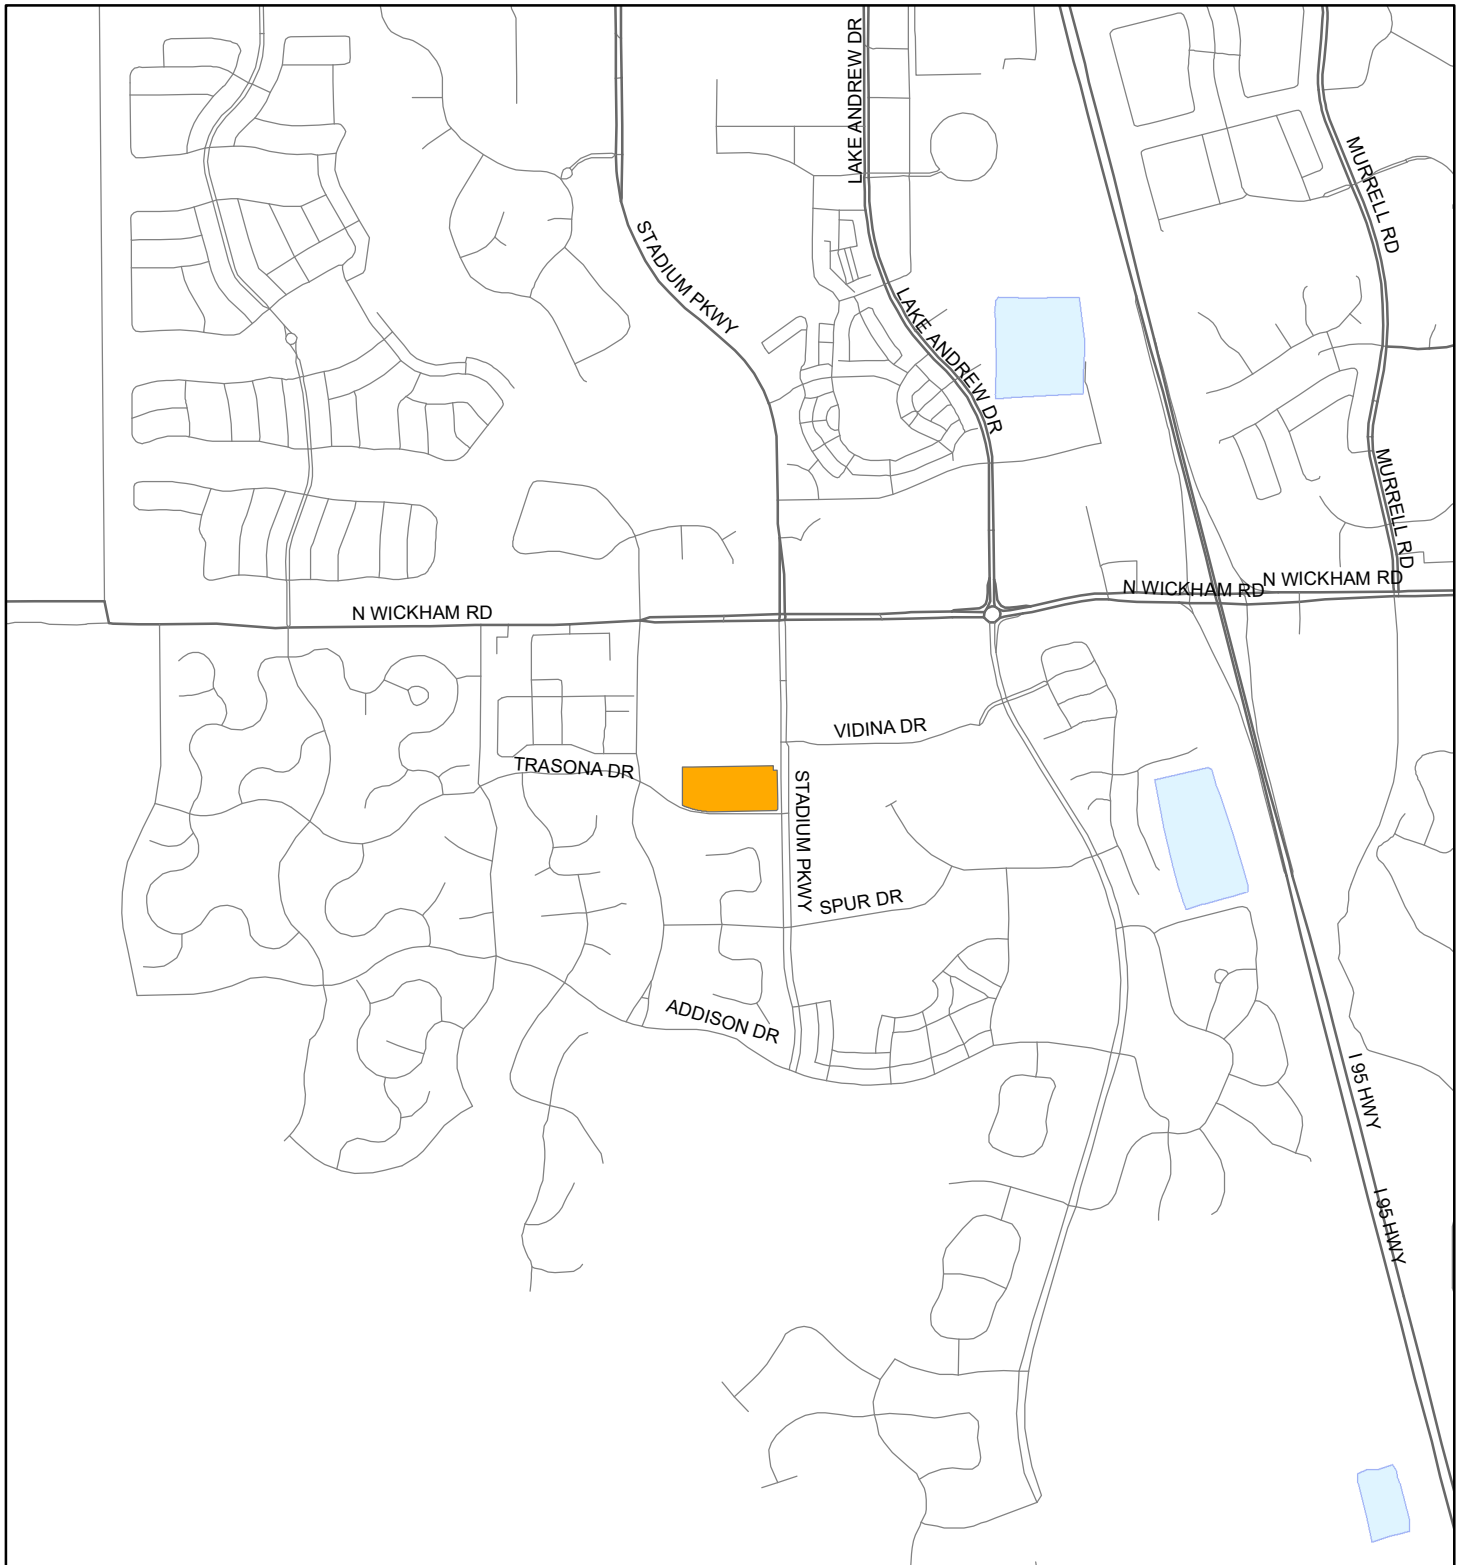 LAKE ANDREW DR
MURRELL RD
STADIUM PKWY
LAKE ANDREW DR
MURRELL RD
N WICKHAM RD
N WICKHAM RD
N WICKHAM RD
VIDINA DR
TRASONA DR
STADIUM PKWY
SPUR DR
ADDISON DR
I 95 HWY
I 95 HWY